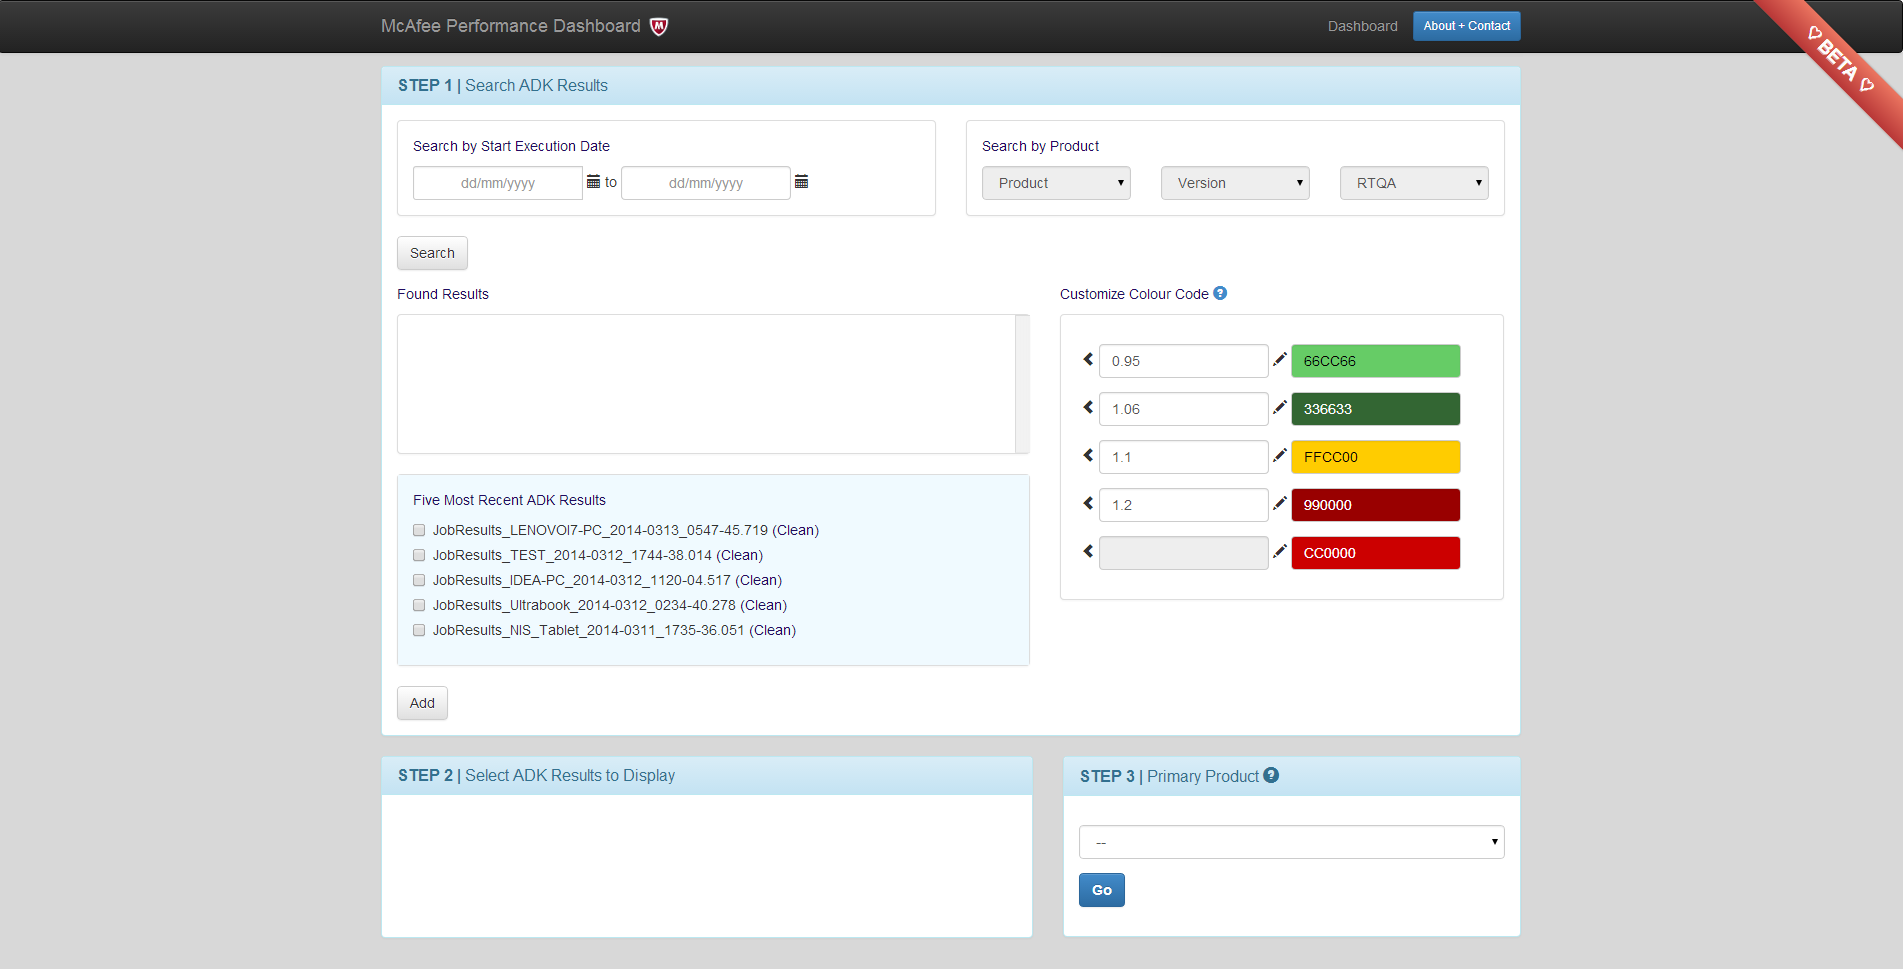 McAfee Performance Dashboard
Dashboard
About + Contact
♡ BETA ♡
STEP 1 | Search ADK Results
Search by Start Execution Date
dd/mm/yyyy to dd/mm/yyyy
Search by Product
Product
Version
RTQA
Search
Found Results
Customize Colour Code ?
0.95 66CC66
1.06 336633
1.1 FFCC00
1.2 990000
CC0000
Five Most Recent ADK Results
JobResults_LENOVOI7-PC_2014-0313_0547-45.719 (Clean)
JobResults_TEST_2014-0312_1744-38.014 (Clean)
JobResults_IDEA-PC_2014-0312_1120-04.517 (Clean)
JobResults_Ultrabook_2014-0312_0234-40.278 (Clean)
JobResults_NIS_Tablet_2014-0311_1735-36.051 (Clean)
Add
STEP 2 | Select ADK Results to Display
STEP 3 | Primary Product ?
--
Go